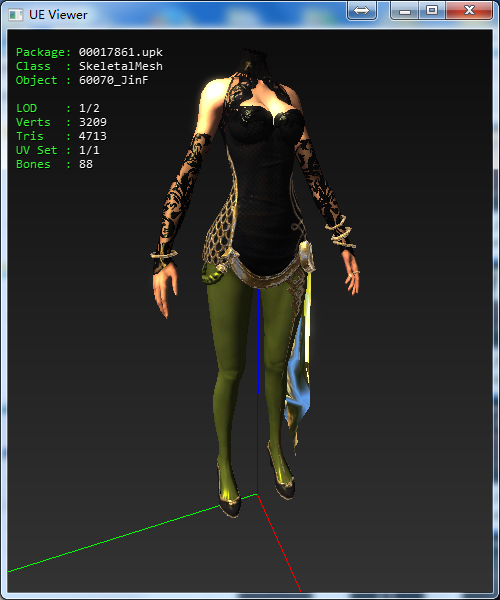 UE Viewer
Package: 00017861.upk
Class : SkeletalMesh
Object : 60070_JinF
LOD : 1/2
Verts : 3209
Tris : 4713
UV Set : 1/1
Bones : 88